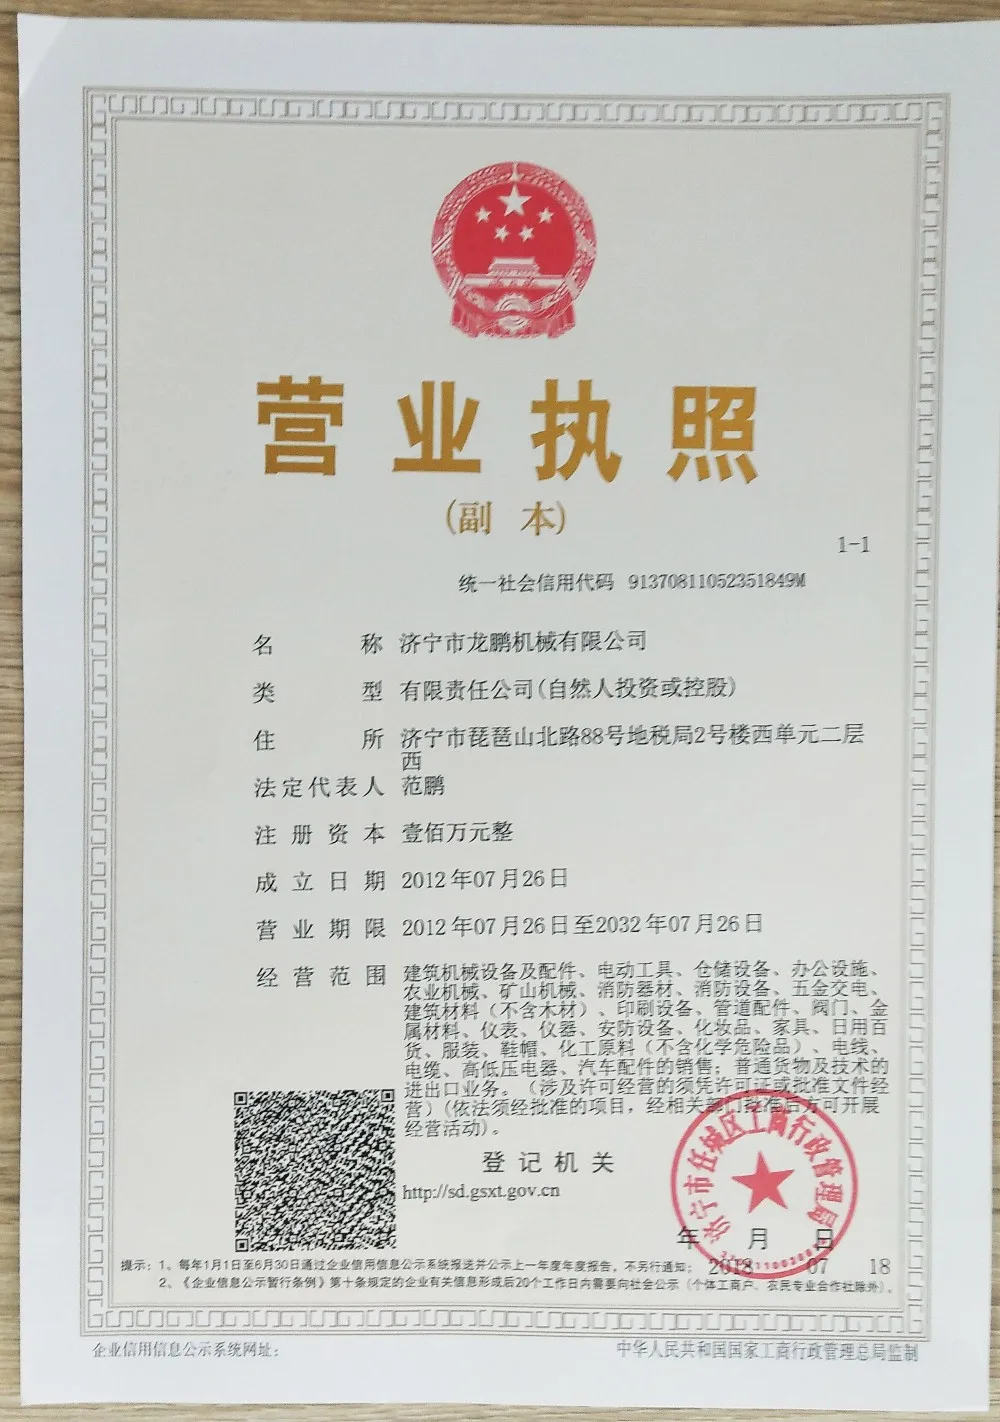 营业执照
(副 本)
1-1
统一社会信用代码 91370811052351849M
名 称 济宁市龙鹏机械有限公司
类 型 有限责任公司(自然人投资或控股)
住 所 济宁市琵琶山北路88号地税局2号楼西单元二层
西
法定代表人 范鹏
注册资本 壹佰万元整
成立日期 2012年07月26日
营业期限 2012年07月26日至2032年07月26日
经营范围 建筑机械设备及配件、电动工具、仓储设备、办公设施、
农业机械、矿山机械、消防器材、消防设备、五金交电、
建筑材料（不含木材）、印刷设备、管道配件、阀门、金
属材料、仪表、仪器、安防设备、化妆品、家具、日用百
货、服装、鞋帽、化工原料（不含化学危险品）、电线、
电缆、高低压电器、汽车配件的销售；普通货物及技术的
进出口业务。（涉及许可经营的须凭许可证或批准文件经
营）(依法须经批准的项目，经相关部门批准后方可开展
经营活动)。
登记机关
http://sd.gsxt.gov.cn
济宁市任城区工商行政管理局
年 月 日
2018 07 18
提示：1、每年1月1日至6月30日通过企业信用信息公示系统报送并公示上一年度年度报告，不另行通知；
2、《企业信息公示暂行条例》第十条规定的企业有关信息形成后20个工作日内需要向社会公示（个体工商户、农民专业合作社除外）。
企业信用信息公示系统网址：
中华人民共和国国家工商行政管理总局监制